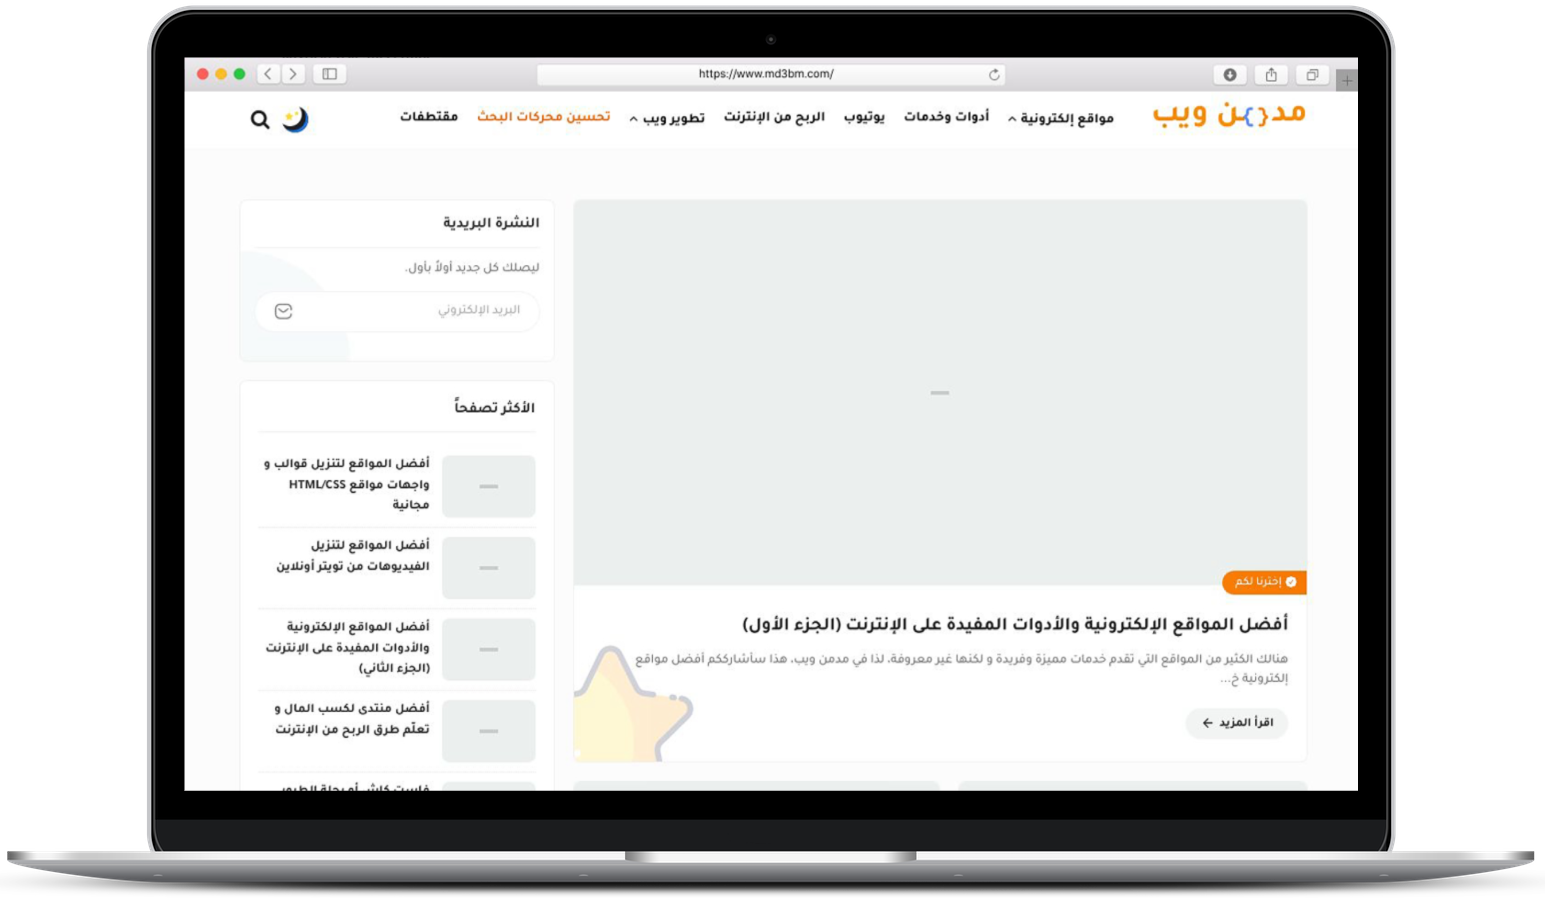 https://www.md3bm.com/
مد{}ـن ويب
مواقع إلكترونية
أدوات وخدمات
يوتيوب
الربح من الإنترنت
تطوير ويب
تحسين محركات البحث
مقتطفات
إخترنا لكم
أفضل المواقع الإلكترونية والأدوات المفيدة على الإنترنت (الجزء الأول)
هنالك الكثير من المواقع التي تقدم خدمات مميزة وفريدة و لكنها غير معروفة، لذا في مدمن ويب، هذا سأشارككم أفضل مواقع
إلكترونية خ...
اقرأ المزيد
النشرة البريدية
ليصلك كل جديد أولاً بأول.
البريد الإلكتروني
الأكثر تصفحاً
أفضل المواقع لتنزيل قوالب و
واجهات مواقع HTML/CSS
مجانية
أفضل المواقع لتنزيل
الفيديوهات من تويتر أونلاين
أفضل المواقع الإلكترونية
والأدوات المفيدة على الإنترنت
(الجزء الثاني)
أفضل منتدى لكسب المال و
تعلّم طرق الربح من الإنترنت